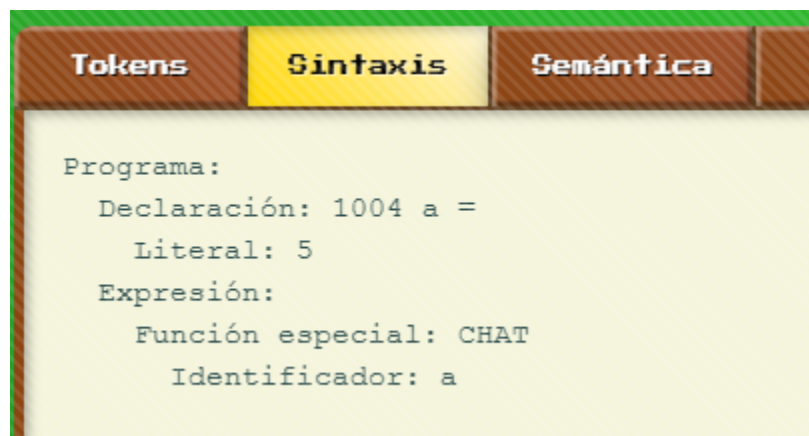 Tokens Sintaxis Semántica
Programa:
Declaración: 1004 a =
Literal: 5
Expresión:
Función especial: CHAT
Identificador: a